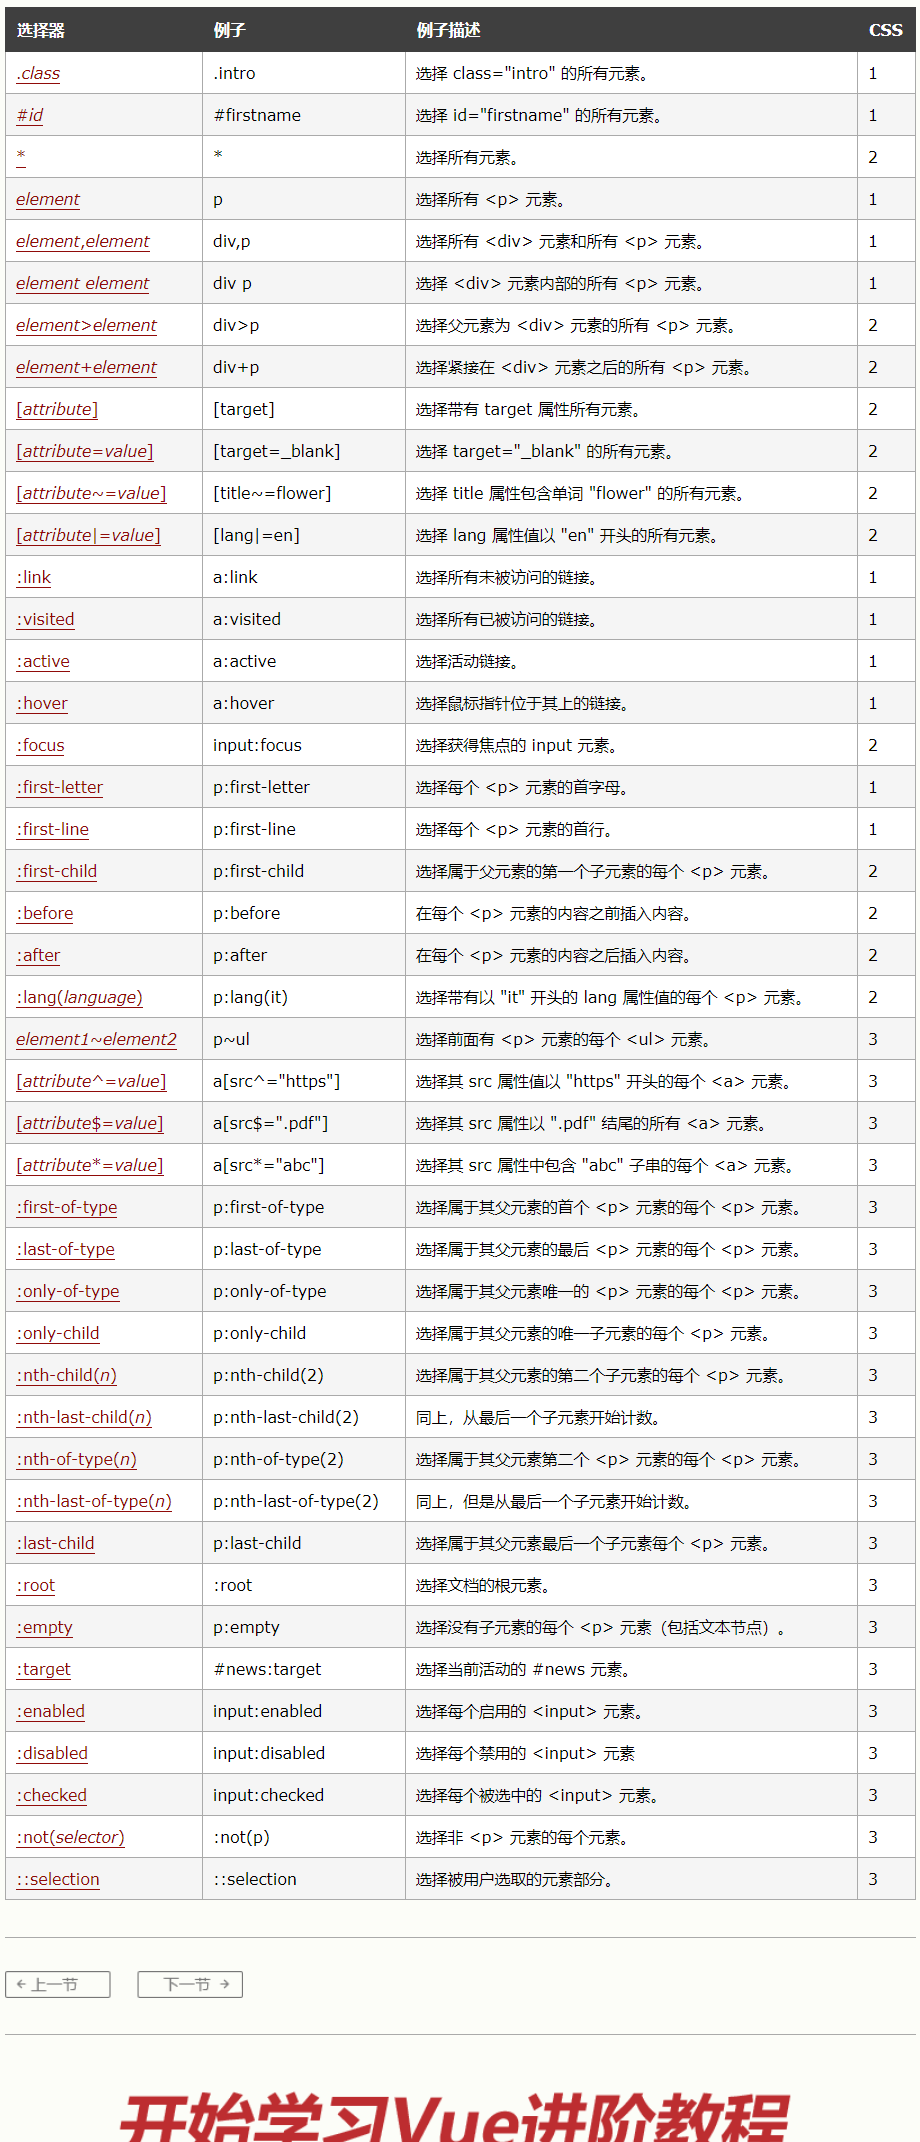 选择器 例子 例子描述 CSS
.class .intro 选择 class="intro" 的所有元素。 1
#id #firstname 选择 id="firstname" 的所有元素。 1
* * 选择所有元素。 2
element p 选择所有 <p> 元素。 1
element,element div,p 选择所有 <div> 元素和所有 <p> 元素。 1
element element div p 选择 <div> 元素内部的所有 <p> 元素。 1
element>element div>p 选择父元素为 <div> 元素的所有 <p> 元素。 2
element+element div+p 选择紧接在 <div> 元素之后的所有 <p> 元素。 2
[attribute] [target] 选择带有 target 属性所有元素。 2
[attribute=value] [target=_blank] 选择 target="_blank" 的所有元素。 2
[attribute~=value] [title~=flower] 选择 title 属性包含单词 "flower" 的所有元素。 2
[attribute|=value] [lang|=en] 选择 lang 属性值以 "en" 开头的所有元素。 2
:link a:link 选择所有未被访问的链接。 1
:visited a:visited 选择所有已被访问的链接。 1
:active a:active 选择活动链接。 1
:hover a:hover 选择鼠标指针位于其上的链接。 1
:focus input:focus 选择获得焦点的 input 元素。 2
:first-letter p:first-letter 选择每个 <p> 元素的首字母。 1
:first-line p:first-line 选择每个 <p> 元素的首行。 1
:first-child p:first-child 选择属于父元素的第一个子元素的每个 <p> 元素。 2
:before p:before 在每个 <p> 元素的内容之前插入内容。 2
:after p:after 在每个 <p> 元素的内容之后插入内容。 2
:lang(language) p:lang(it) 选择带有以 "it" 开头的 lang 属性值的每个 <p> 元素。 2
element1~element2 p~ul 选择前面有 <p> 元素的每个 <ul> 元素。 3
[attribute^=value] a[src^="https"] 选择其 src 属性值以 "https" 开头的每个 <a> 元素。 3
[attribute$=value] a[src$=".pdf"] 选择其 src 属性以 ".pdf" 结尾的所有 <a> 元素。 3
[attribute*=value] a[src*="abc"] 选择其 src 属性中包含 "abc" 子串的每个 <a> 元素。 3
:first-of-type p:first-of-type 选择属于其父元素的首个 <p> 元素的每个 <p> 元素。 3
:last-of-type p:last-of-type 选择属于其父元素的最后 <p> 元素的每个 <p> 元素。 3
:only-of-type p:only-of-type 选择属于其父元素唯一的 <p> 元素的每个 <p> 元素。 3
:only-child p:only-child 选择属于其父元素的唯一子元素的每个 <p> 元素。 3
:nth-child(n) p:nth-child(2) 选择属于其父元素的第二个子元素的每个 <p> 元素。 3
:nth-last-child(n) p:nth-last-child(2) 同上，从最后一个子元素开始计数。 3
:nth-of-type(n) p:nth-of-type(2) 选择属于其父元素第二个 <p> 元素的每个 <p> 元素。 3
:nth-last-of-type(n) p:nth-last-of-type(2) 同上，但是从最后一个子元素开始计数。 3
:last-child p:last-child 选择属于其父元素最后一个子元素每个 <p> 元素。 3
:root :root 选择文档的根元素。 3
:empty p:empty 选择没有子元素的每个 <p> 元素（包括文本节点）。 3
:target #news:target 选择当前活动的 #news 元素。 3
:enabled input:enabled 选择每个启用的 <input> 元素。 3
:disabled input:disabled 选择每个禁用的 <input> 元素 3
:checked input:checked 选择每个被选中的 <input> 元素。 3
:not(selector) :not(p) 选择非 <p> 元素的每个元素。 3
::selection ::selection 选择被用户选取的元素部分。 3
← 上一节 下一节 →
开始学习Vue进阶教程